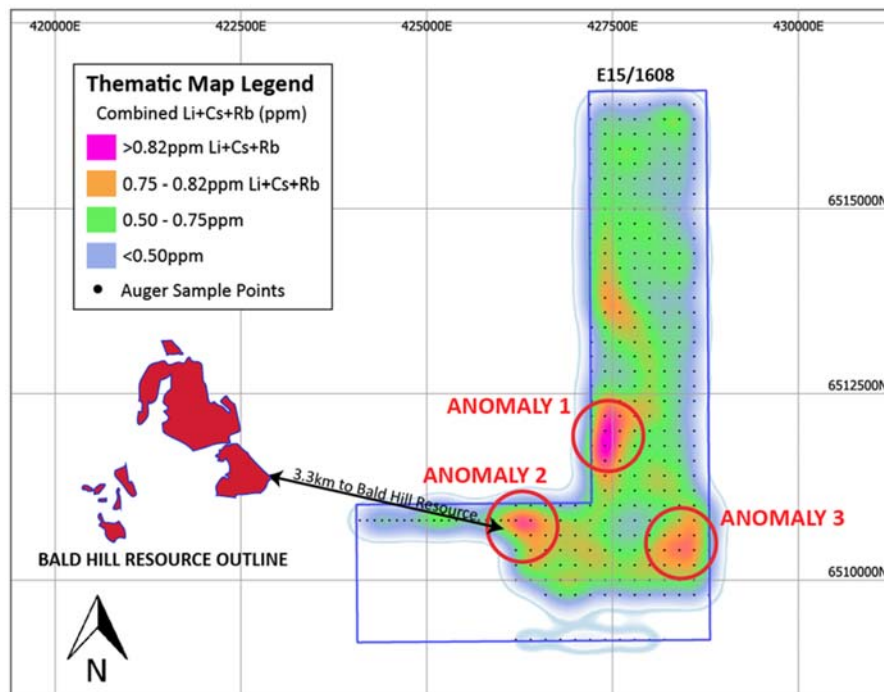 420000E
422500E
425000E
427500E
430000E
E15/1608
Thematic Map Legend
Combined Li+Cs+Rb (ppm)
>0.82ppm Li+Cs+Rb
0.75 - 0.82ppm Li+Cs+Rb
0.50 - 0.75ppm
<0.50ppm
Auger Sample Points
6515000N
6512500N
ANOMALY 1
ANOMALY 2
3.3km to Bald Hill Resource
ANOMALY 3
BALD HILL RESOURCE OUTLINE
6510000N
N